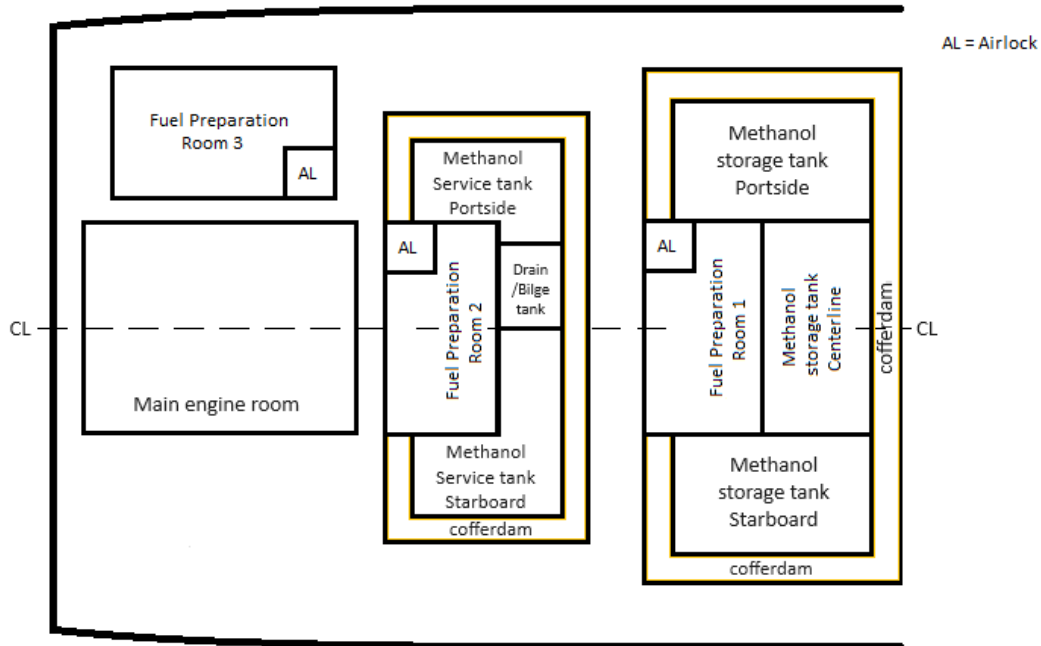 AL = Airlock
Fuel Preparation
Room 3
AL
Methanol
Service tank
Portside
AL
Drain
/Bilge
tank
Fuel Preparation
Room 2
Methanol
Service tank
Starboard
cofferdam
Main engine room
CL
Methanol
storage tank
Portside
AL
Fuel Preparation
Room 1
Methanol
storage tank
Centerline
cofferdam
CL
Methanol
storage tank
Starboard
cofferdam